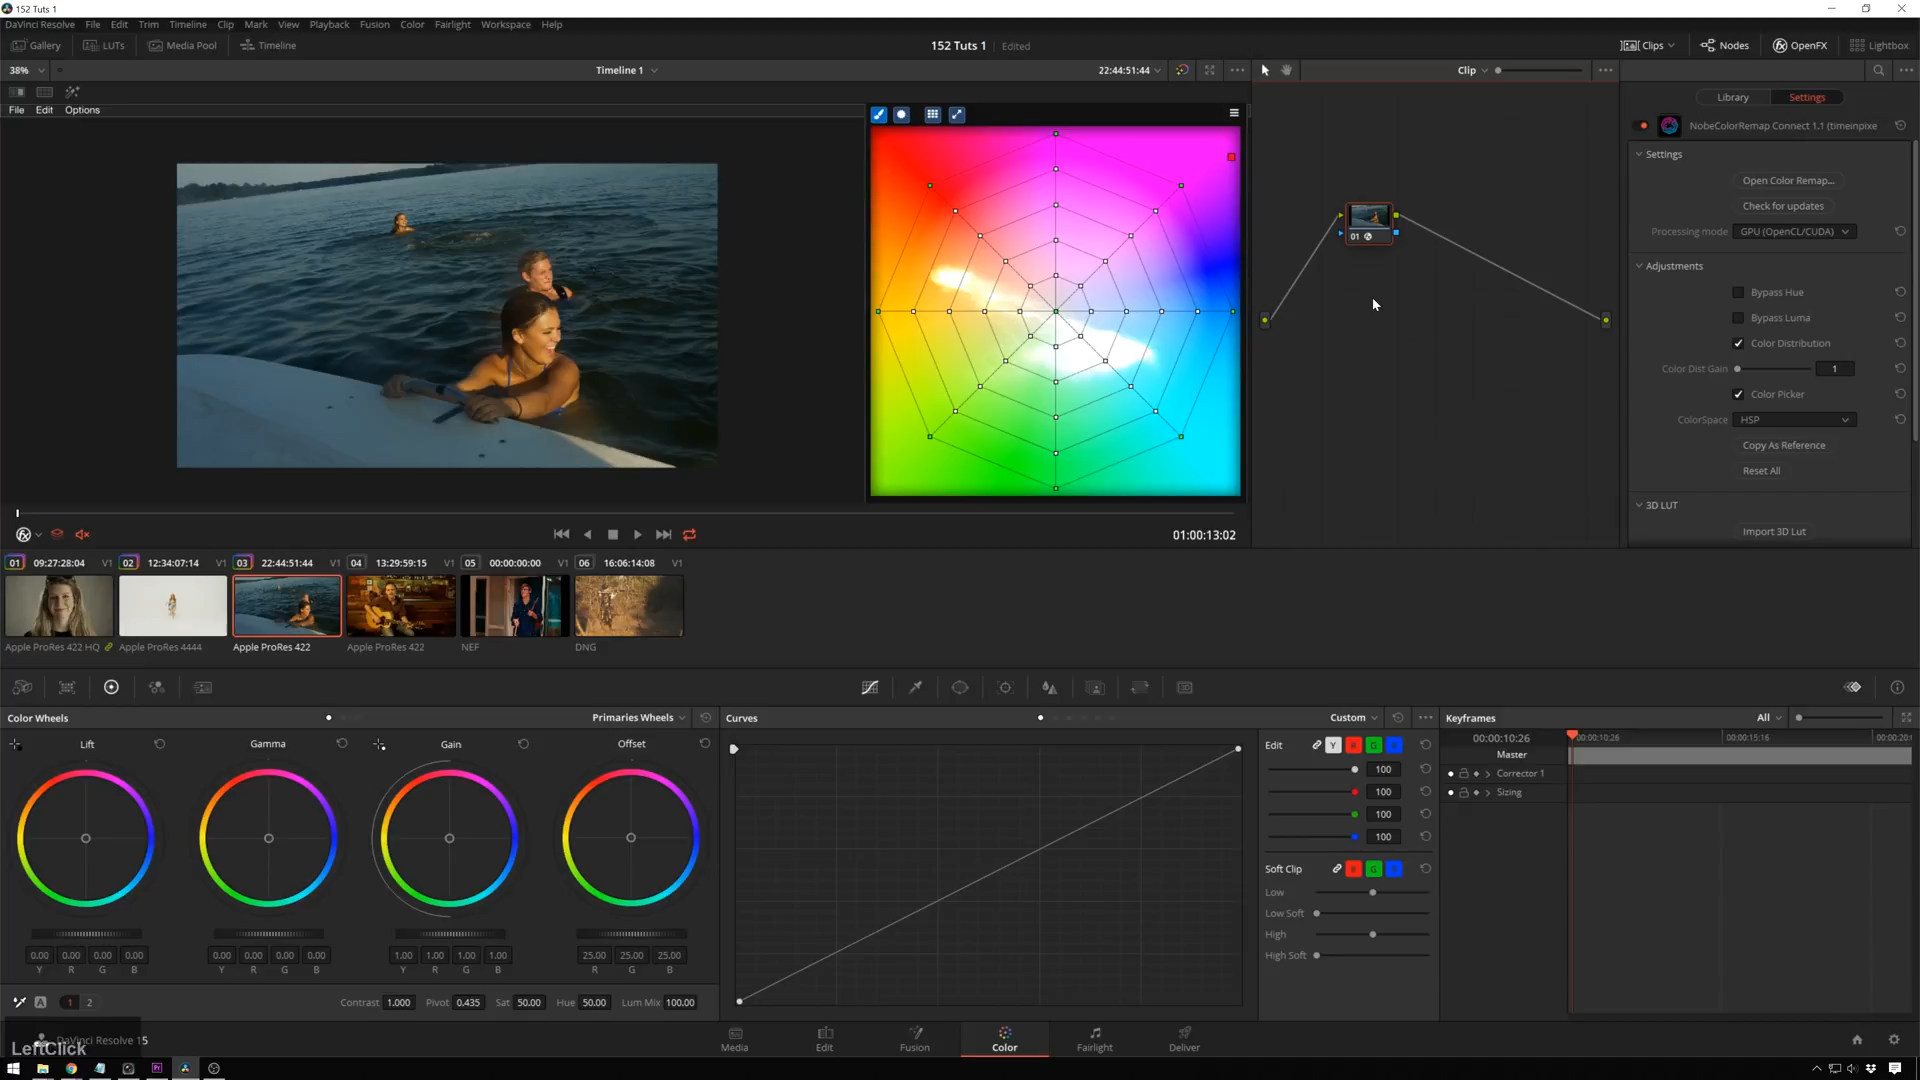 152 Tuts 1
DaVinci Resolve File Edit Trim Timeline Clip Mark View Playback Fusion Color Fairlight Workspace Help
Gallery LUTs Media Pool Timeline 152 Tuts 1 Edited Clips Nodes OpenFX Lightbox
38% Timeline 1 22:44:51:44 Clip
Library Settings
File Edit Options
NobeColorRemap Connect 1.1 (timeinpixe
Settings
Open Color Remap...
Check for updates
Processing mode GPU (OpenCL/CUDA)
Adjustments
Bypass Hue
Bypass Luma
Color Distribution
Color Dist Gain 1
Color Picker
ColorSpace HSP
Copy As Reference
Reset All
3D LUT
Import 3D Lut
01
01:00:13:02
01 09:27:28:04 V1 02 12:34:07:14 V1 03 22:44:51:44 V1 04 13:29:59:15 V1 05 00:00:00:00 V1 06 16:06:14:08 V1
Apple ProRes 422 HQ Apple ProRes 4444 Apple ProRes 422 Apple ProRes 422 NEF DNG
Color Wheels Primaries Wheels Curves Custom Keyframes All
Lift Gamma Gain Offset
0.00 0.00 0.00 0.00 0.00 0.00 0.00 0.00 1.00 1.00 1.00 1.00 25.00 25.00 25.00
Y R G B Y R G B Y R G B R G B
A 1 2 Contrast 1.000 Pivot 0.435 Sat 50.00 Hue 50.00 Lum Mix 100.00
Edit Y R G B
100
100
100
100
Soft Clip R G B
Low
Low Soft
High
High Soft
00:00:10:26 00:00:10:26 00:00:15:16 00:00:20:
Master
Corrector 1
Sizing
DaVinci Resolve 15
LeftClick
Media Edit Fusion Color Fairlight Deliver